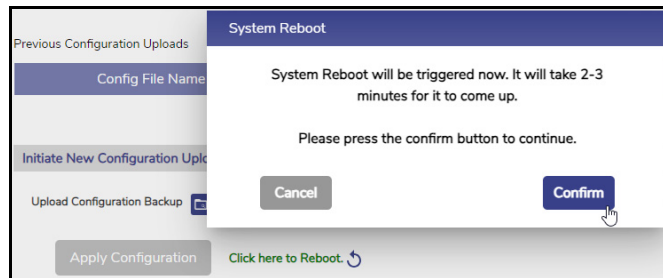 System Reboot
Previous Configuration Uploads
Config File Name
System Reboot will be triggered now. It will take 2-3
minutes for it to come up.
Please press the confirm button to continue.
Initiate New Configuration
Upload Configuration Backup
Cancel
Confirm
Apply Configuration
Click here to Reboot.